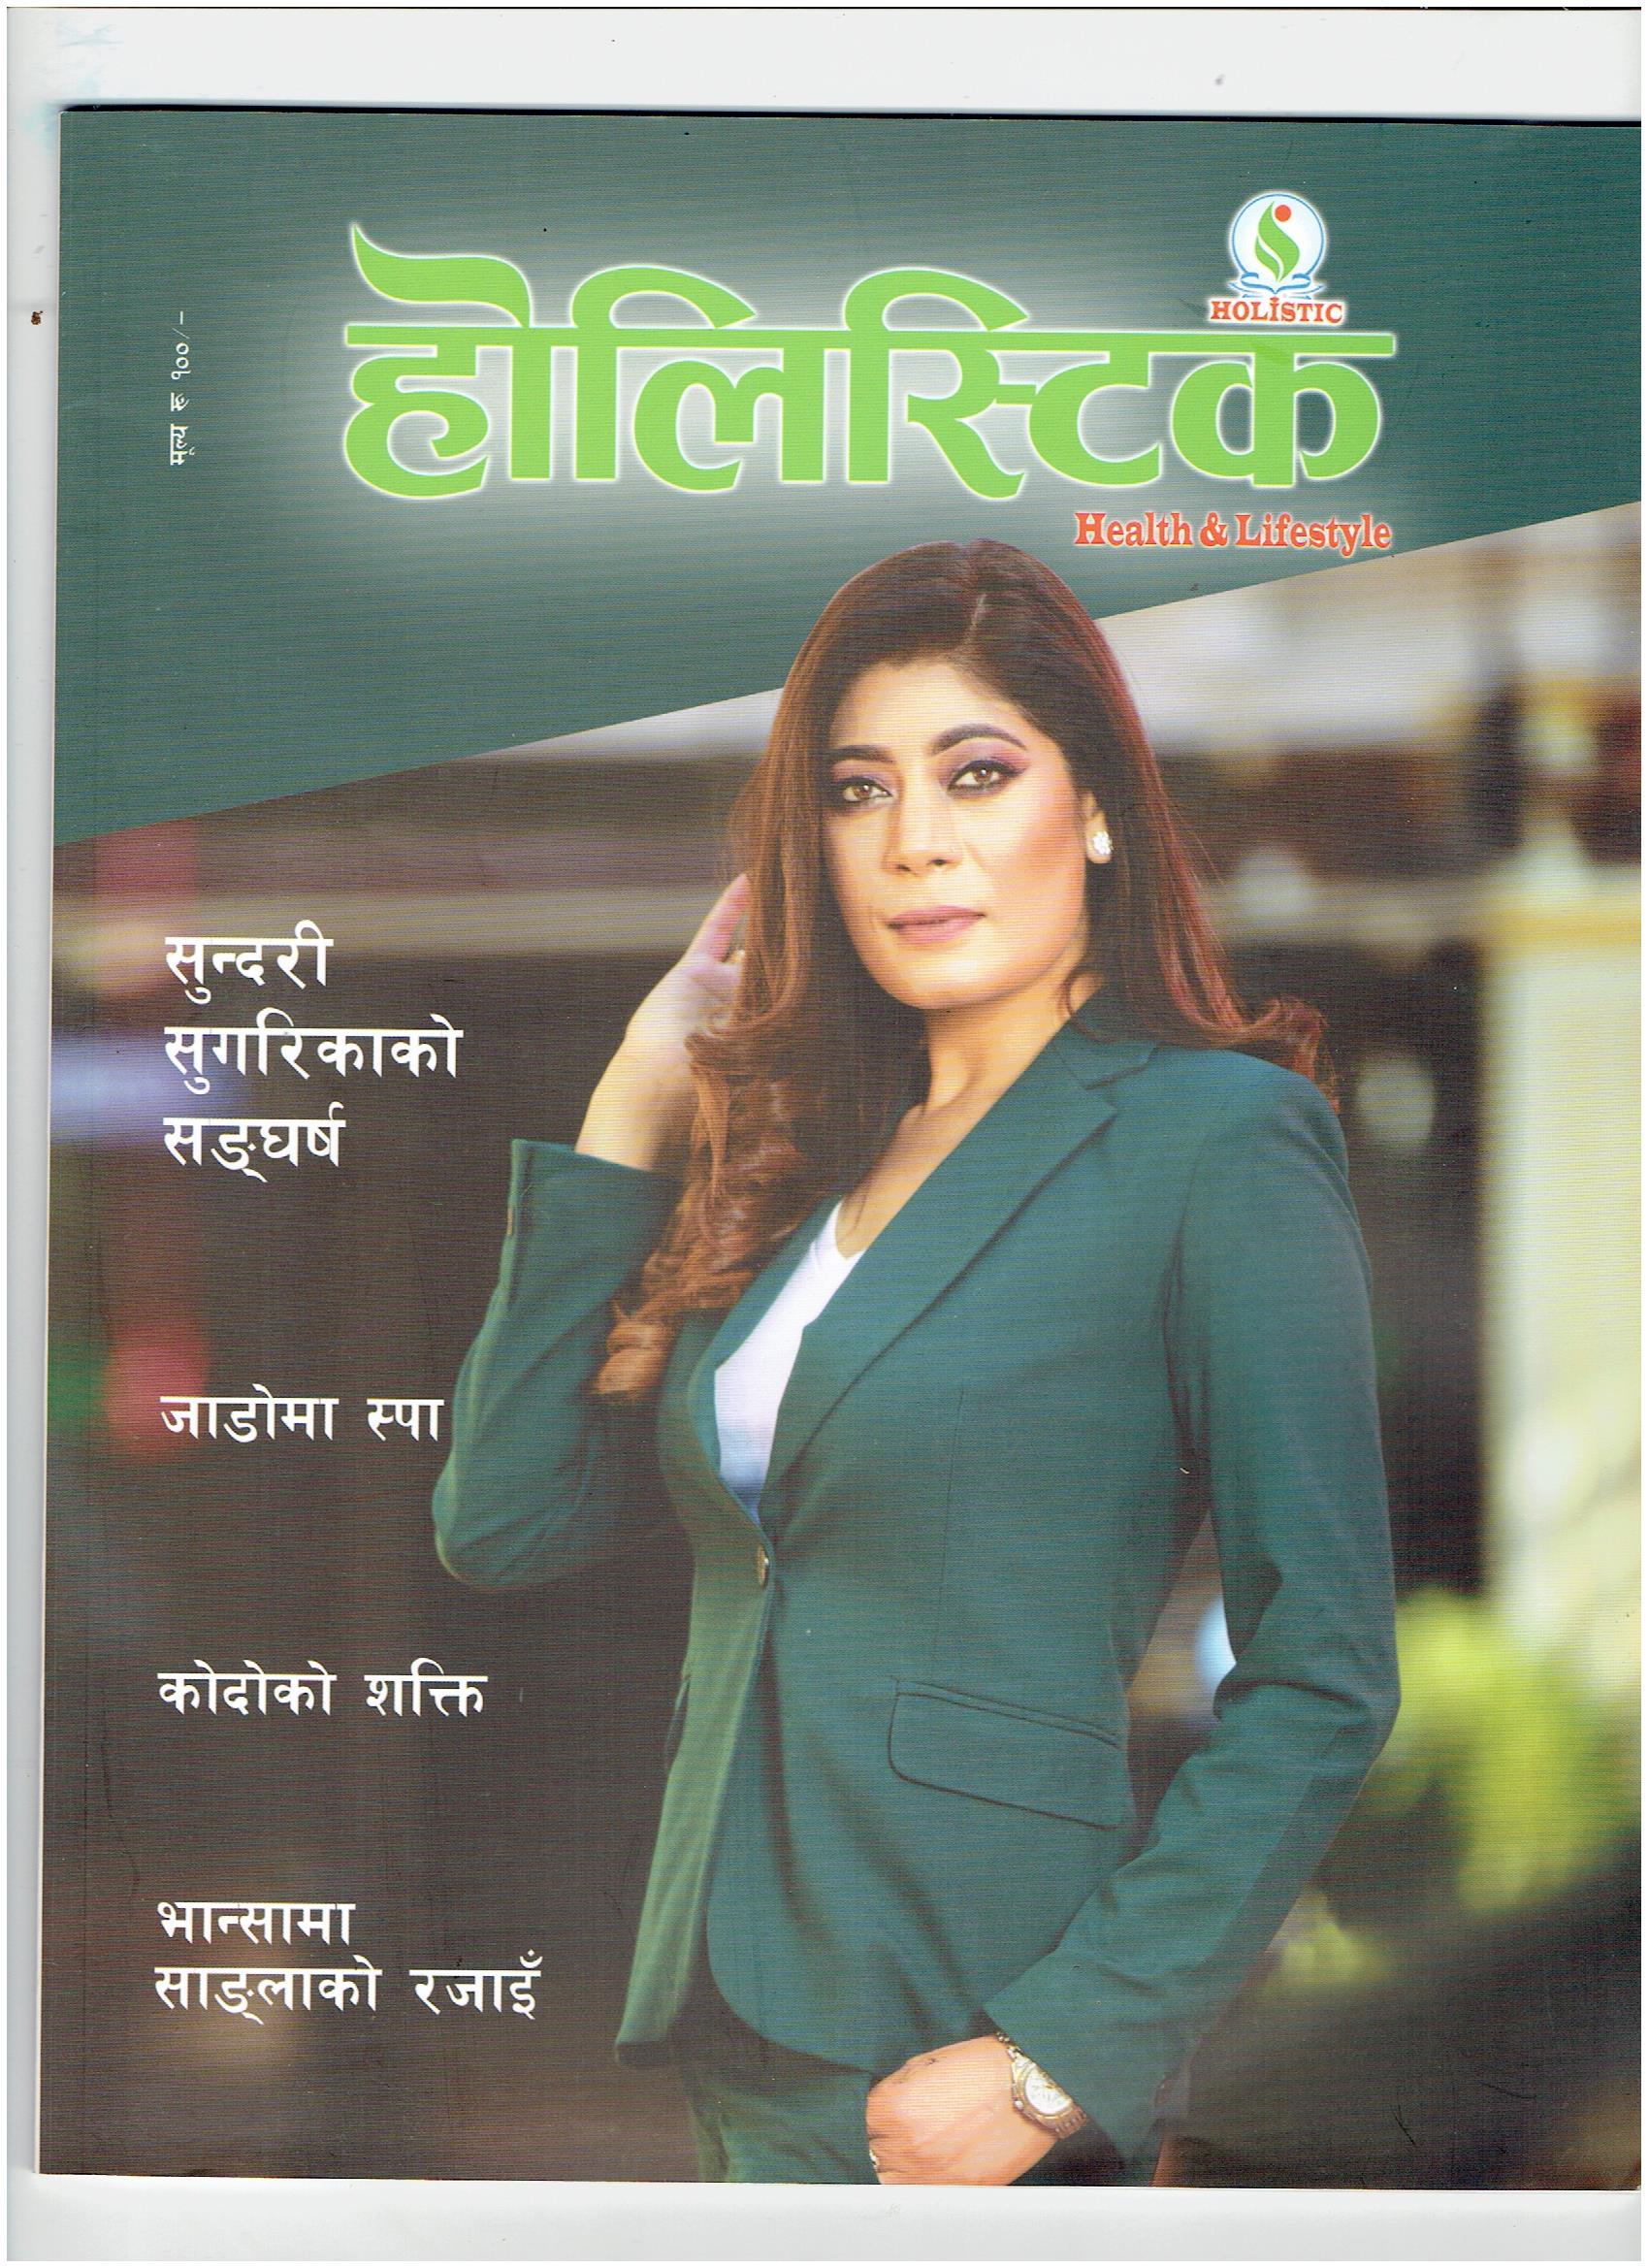 मूल्य रू १००/-
HOLISTIC
होलिस्टिक
Health & Lifestyle
सुन्दरी
सुगरिकाको
सङ्घर्ष
जाडोमा स्पा
कोदोको शक्ति
भान्सामा
साङ्लाको रजाइँ